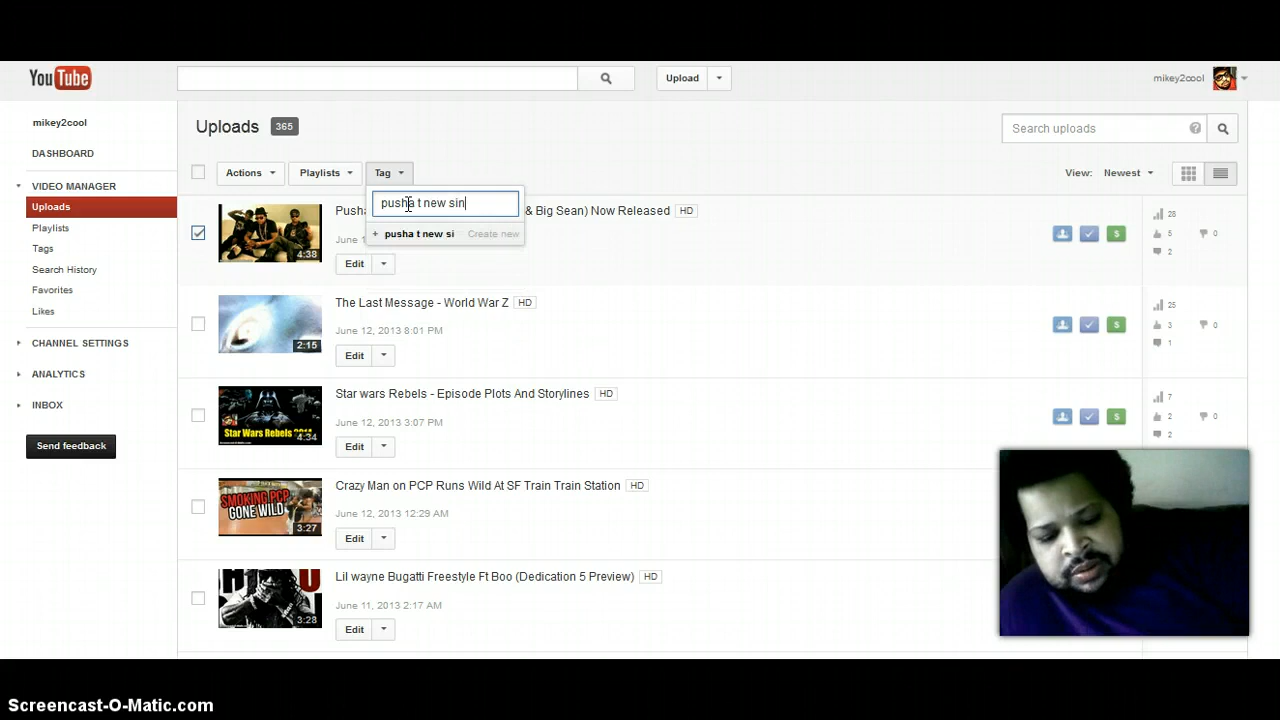 YouTube
Upload
mikey2cool
mikey2cool
DASHBOARD
VIDEO MANAGER
Uploads
Playlists
Tags
Search History
Favorites
Likes
CHANNEL SETTINGS
ANALYTICS
INBOX
Send feedback
Uploads 365
Search uploads ?
Actions Playlists Tag
View: Newest
pusha t new sin
+ pusha t new si Create new
& Big Sean) Now Released HD
4:38
Edit
28
5 0
2
The Last Message - World War Z HD
June 12, 2013 8:01 PM
2:15
Edit
$
25
3 0
1
Star wars Rebels - Episode Plots And Storylines HD
June 12, 2013 3:07 PM
4:34
Edit
$
7
2 0
2
Crazy Man on PCP Runs Wild At SF Train Train Station HD
SMOKING PCP
GONE WILD
June 12, 2013 12:29 AM
3:27
Edit
Lil wayne Bugatti Freestyle Ft Boo (Dedication 5 Preview) HD
June 11, 2013 2:17 AM
3:28
Edit
Screencast-O-Matic.com